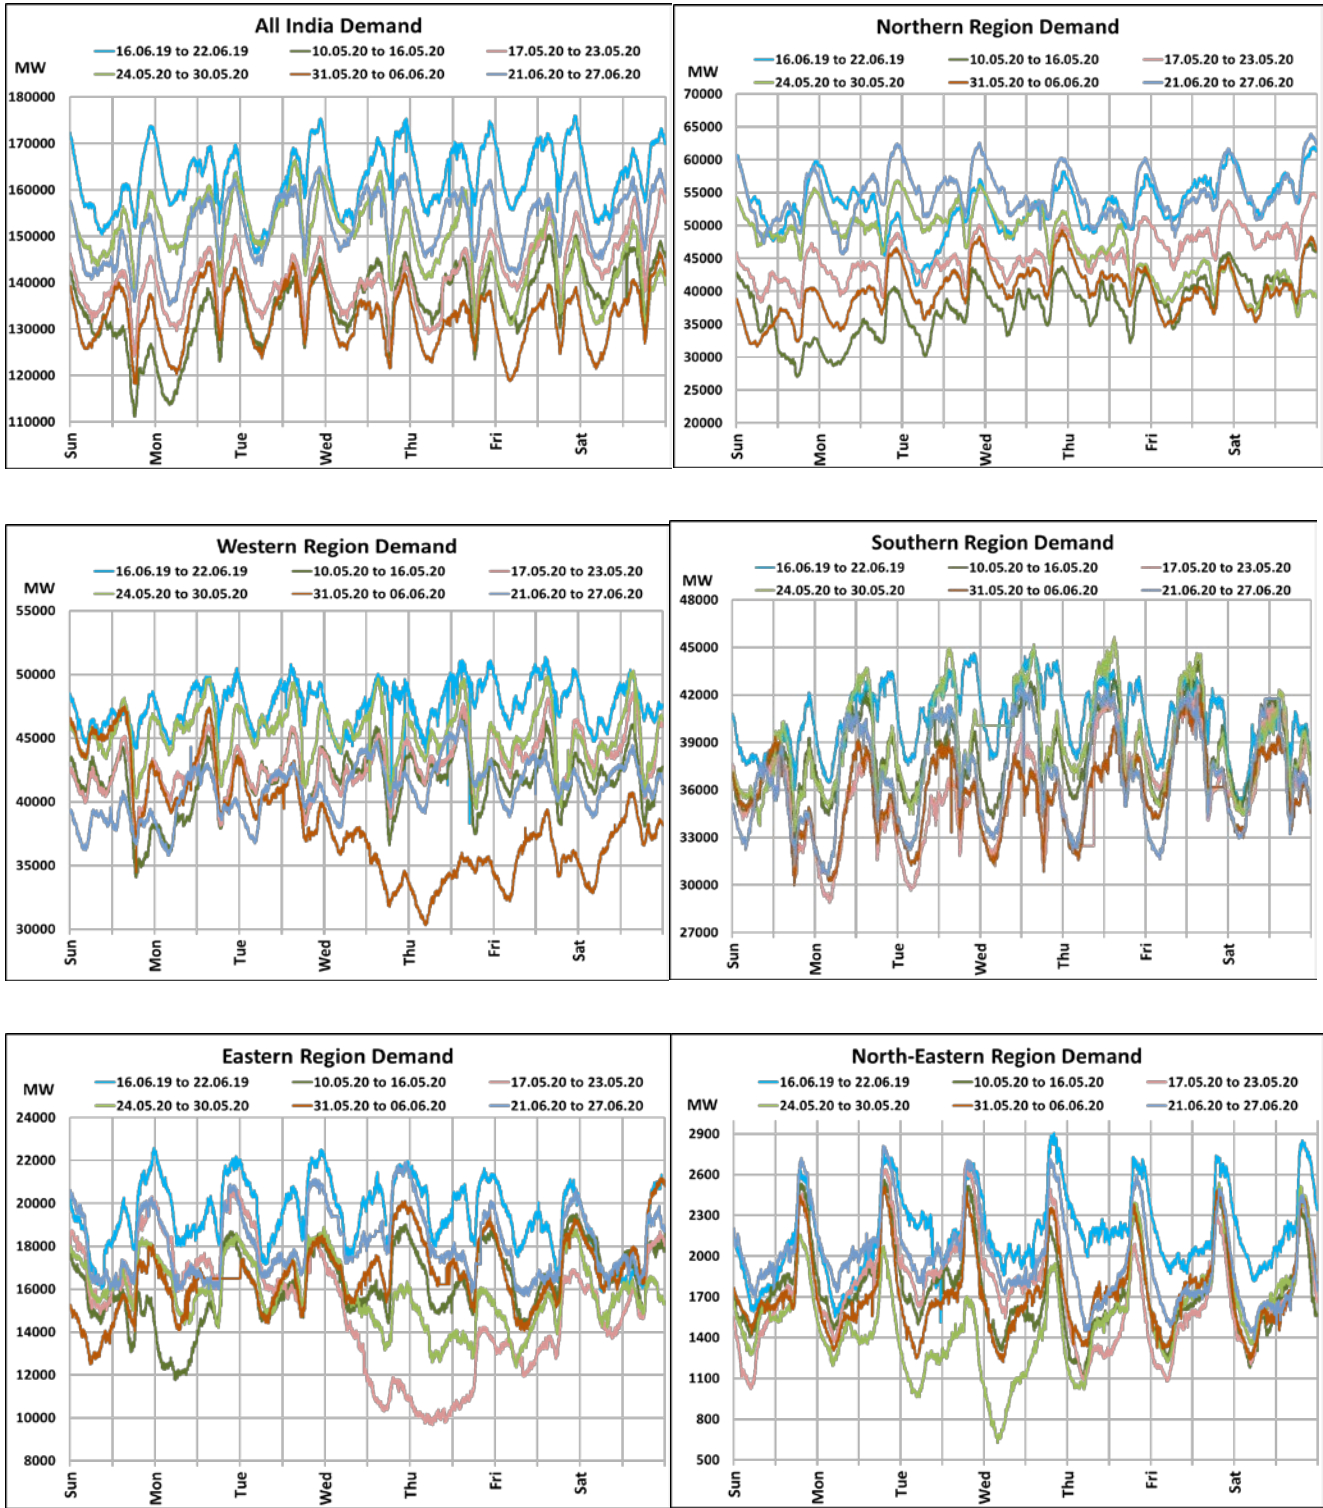 All India Demand
16.06.19 to 22.06.19 10.05.20 to 16.05.20 17.05.20 to 23.05.20
MW 24.05.20 to 30.05.20 31.05.20 to 06.06.20 21.06.20 to 27.06.20
180000
170000
160000
150000
140000
130000
120000
110000
Sun Mon Tue Wed Thu Fri Sat
Northern Region Demand
16.06.19 to 22.06.19 10.05.20 to 16.05.20 17.05.20 to 23.05.20
MW 24.05.20 to 30.05.20 31.05.20 to 06.06.20 21.06.20 to 27.06.20
70000
65000
60000
55000
50000
45000
40000
35000
30000
25000
20000
Sun Mon Tue Wed Thu Fri Sat
Western Region Demand
16.06.19 to 22.06.19 10.05.20 to 16.05.20 17.05.20 to 23.05.20
MW 24.05.20 to 30.05.20 31.05.20 to 06.06.20 21.06.20 to 27.06.20
55000
50000
45000
40000
35000
30000
Sun Mon Tue Wed Thu Fri Sat
Southern Region Demand
16.06.19 to 22.06.19 10.05.20 to 16.05.20 17.05.20 to 23.05.20
MW 24.05.20 to 30.05.20 31.05.20 to 06.06.20 21.06.20 to 27.06.20
48000
45000
42000
39000
36000
33000
30000
27000
Sun Mon Tue Wed Thu Fri Sat
Eastern Region Demand
16.06.19 to 22.06.19 10.05.20 to 16.05.20 17.05.20 to 23.05.20
MW 24.05.20 to 30.05.20 31.05.20 to 06.06.20 21.06.20 to 27.06.20
24000
22000
20000
18000
16000
14000
12000
10000
8000
Sun Mon Tue Wed Thu Fri Sat
North-Eastern Region Demand
16.06.19 to 22.06.19 10.05.20 to 16.05.20 17.05.20 to 23.05.20
MW 24.05.20 to 30.05.20 31.05.20 to 06.06.20 21.06.20 to 27.06.20
2900
2600
2300
2000
1700
1400
1100
800
500
Sun Mon Tue Wed Thu Fri Sat